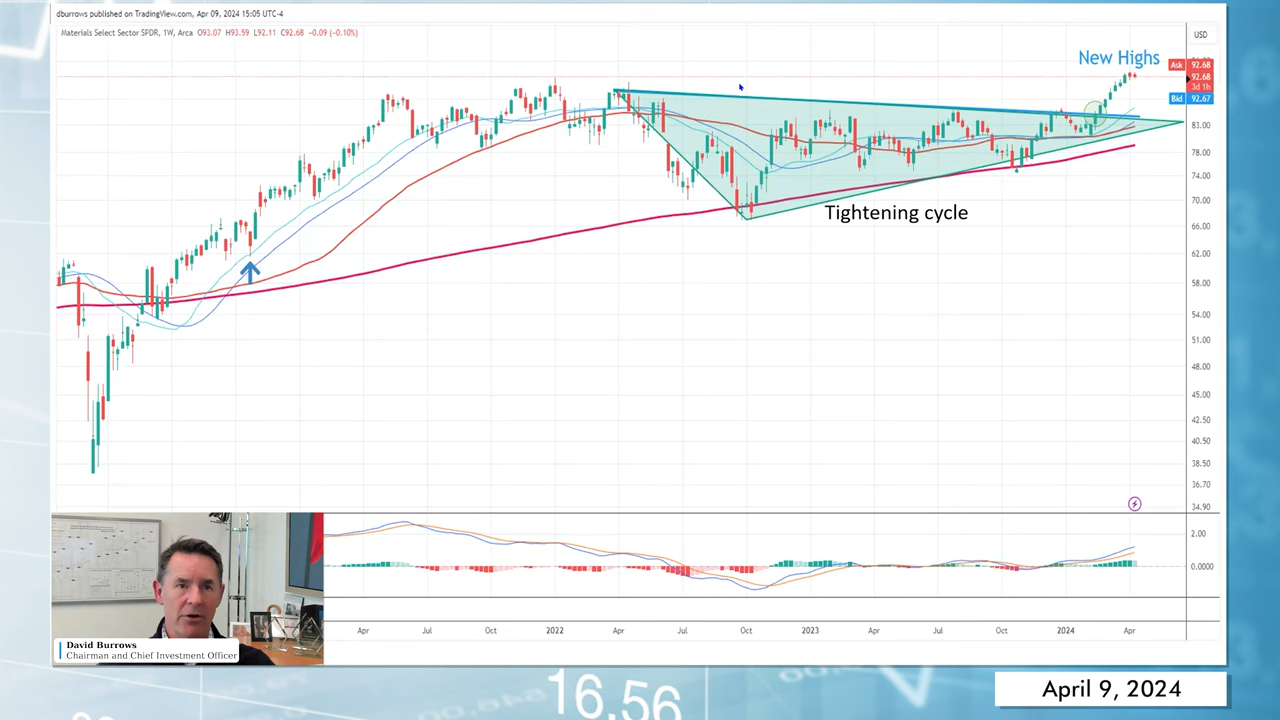 dburrows published on TradingView.com, Apr 09, 2024 15:05 UTC-4
Materials Select Sector SPDR, 1W, Arca O93.07 H93.59 L92.11 C92.68 −0.09 (−0.10%)
USD
New Highs
Ask 92.68
92.68
3d 1h
Bid 92.67
83.00
78.00
74.00
70.00
Tightening cycle
66.00
62.00
58.00
54.00
51.00
48.00
45.00
42.50
40.50
38.50
36.70
34.90
2.00
0.0000
Apr Jul Oct 2022 Apr Jul Oct 2023 Apr Jul Oct 2024 Apr
David Burrows
Chairman and Chief Investment Officer
April 9, 2024
16,56